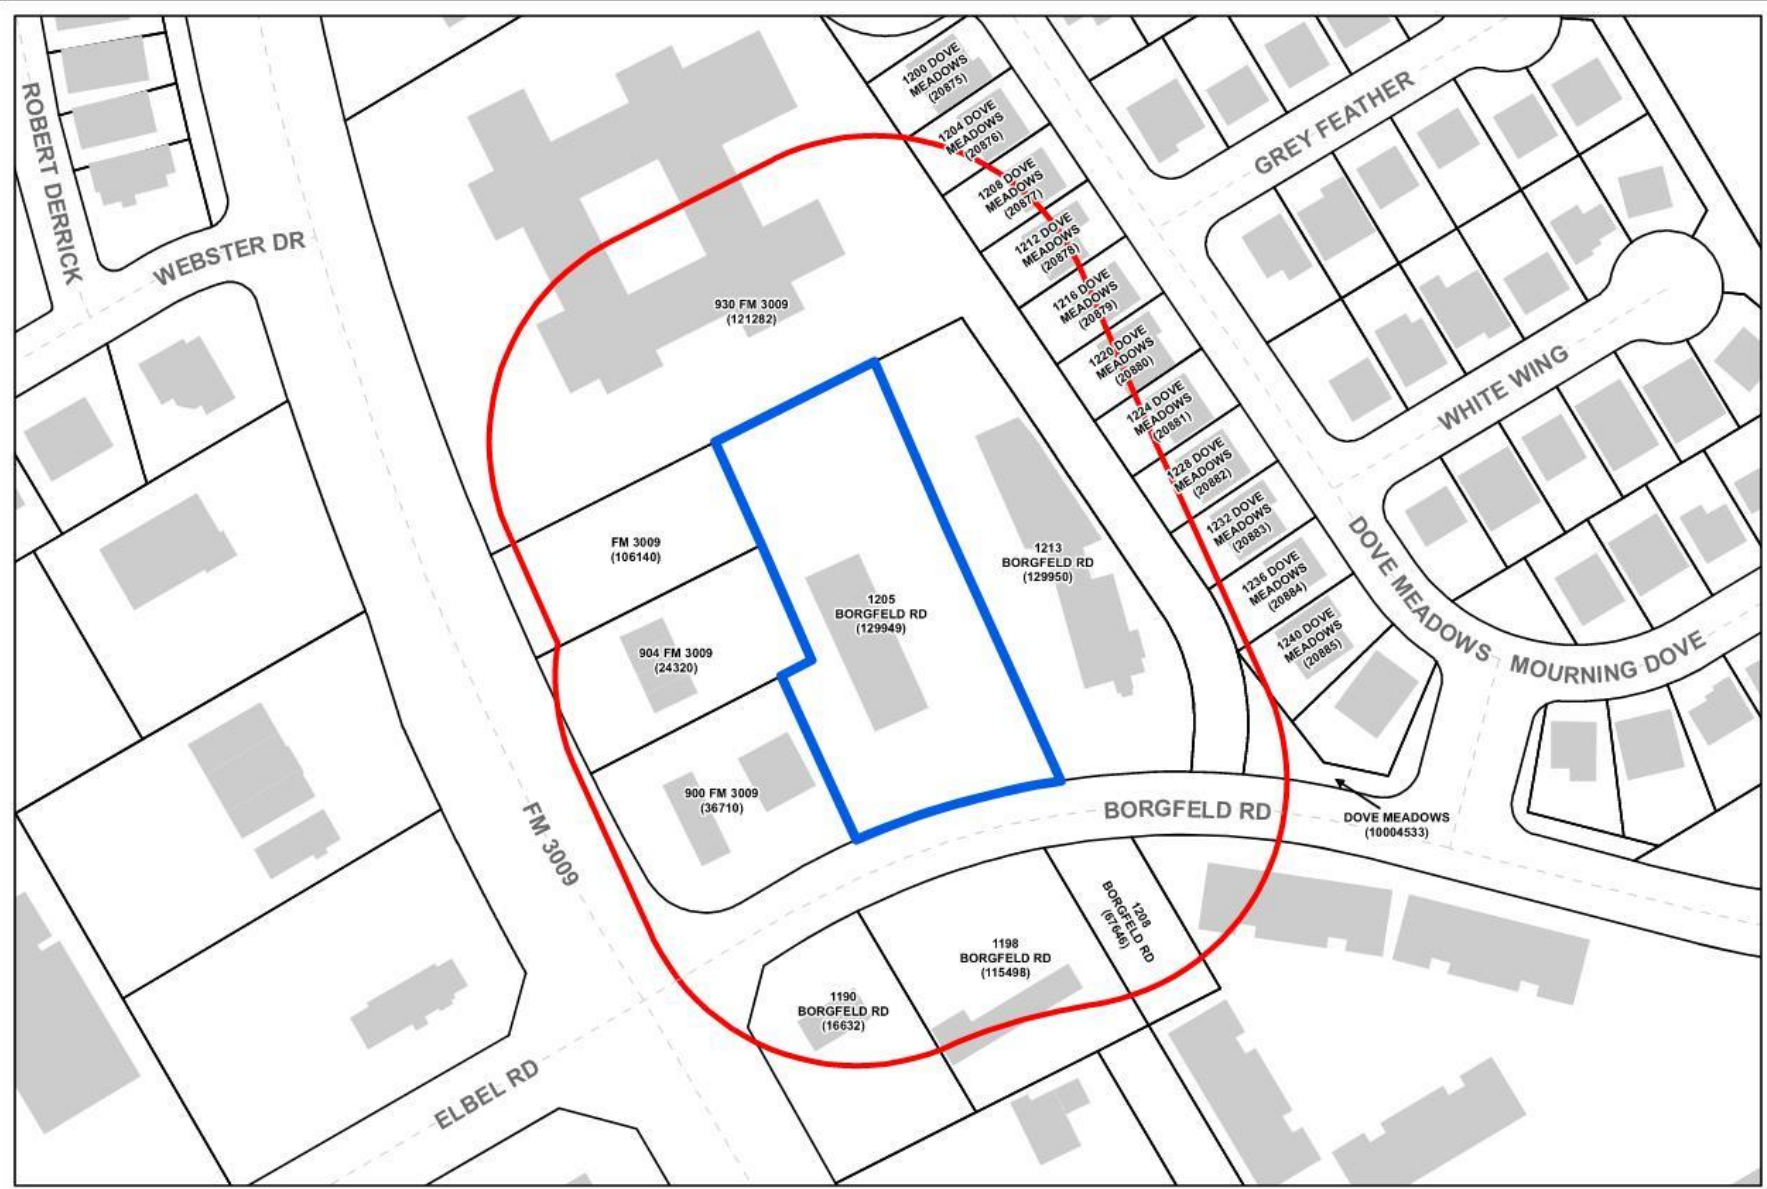 1200 DOVE
MEADOWS
(20875)
ROBERT DERRICK
GREY FEATHER
1204 DOVE
MEADOWS
(20876)
1208 DOVE
MEADOWS
(20877)
WEBSTER DR
1212 DOVE
MEADOWS
(20878)
1216 DOVE
MEADOWS
(20879)
930 FM 3009
(121282)
1220 DOVE
MEADOWS
(20880)
WHITE WING
1224 DOVE
MEADOWS
(20881)
1228 DOVE
MEADOWS
(20882)
1232 DOVE
MEADOWS
(20883)
FM 3009
(106140)
1213
BORGFELD RD
(129950)
DOVE MEADOWS
1236 DOVE
MEADOWS
(20884)
1205
BORGFELD RD
(129949)
1240 DOVE
MEADOWS
(20885)
904 FM 3009
(24320)
MOURNING DOVE
900 FM 3009
(36710)
BORGFELD RD
DOVE MEADOWS
(10004533)
FM 3009
1208
BORGFELD RD
(67646)
1198
BORGFELD RD
(115498)
1190
BORGFELD RD
(16632)
ELBEL RD